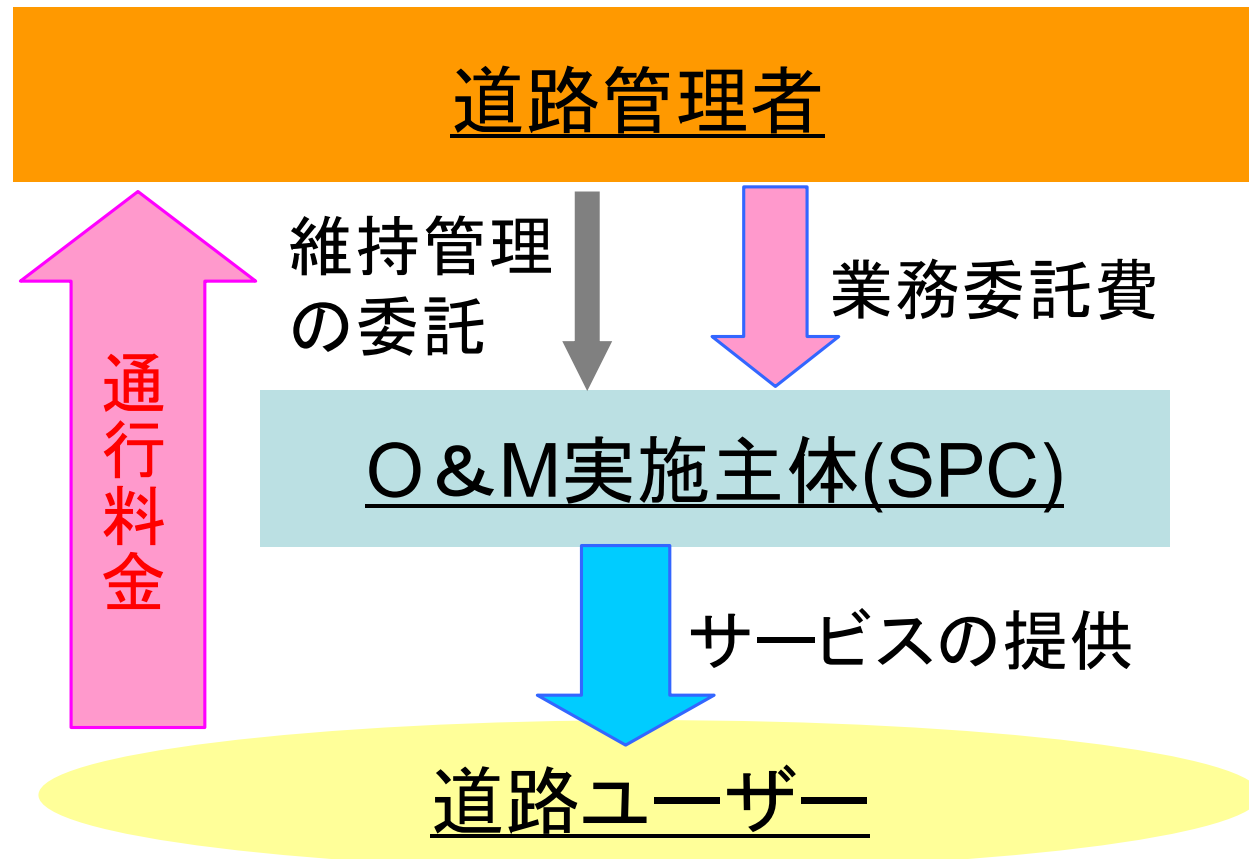 道路管理者
維持管理
の委託
業務委託費
通行料金
O&M実施主体(SPC)
サービスの提供
道路ユーザー